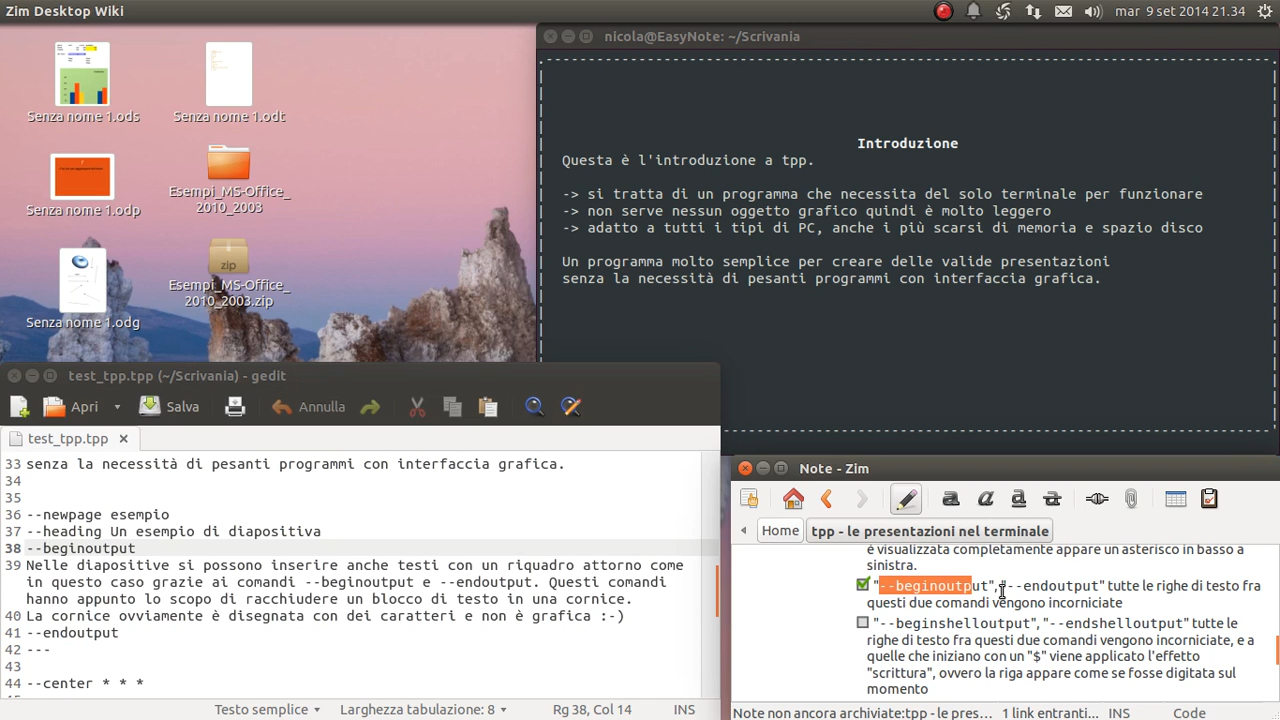 Zim Desktop Wiki
mar 9 set 2014 21.34
Senza nome 1.ods
Senza nome 1.odt
Senza nome 1.odp
Esempi_MS-Office_
2010_2003
zip
Senza nome 1.odg
Esempi_MS-Office_
2010_2003.zip
nicola@EasyNote: ~/Scrivania
Introduzione
Questa è l'introduzione a tpp.
-> si tratta di un programma che necessita del solo terminale per funzionare
-> non serve nessun oggetto grafico quindi è molto leggero
-> adatto a tutti i tipi di PC, anche i più scarsi di memoria e spazio disco
Un programma molto semplice per creare delle valide presentazioni
senza la necessità di pesanti programmi con interfaccia grafica.
test_tpp.tpp (~/Scrivania) - gedit
Apri
Salva
Annulla
test_tpp.tpp
33 senza la necessità di pesanti programmi con interfaccia grafica.
34
35
36 --newpage esempio
37 --heading Un esempio di diapositiva
38 --beginoutput
39 Nelle diapositive si possono inserire anche testi con un riquadro attorno come
in questo caso grazie ai comandi --beginoutput e --endoutput. Questi comandi
hanno appunto lo scopo di racchiudere un blocco di testo in una cornice.
40 La cornice ovviamente è disegnata con dei caratteri e non è grafica :-)
41 --endoutput
42 ---
43
44 --center * * *
Testo semplice
Larghezza tabulazione: 8
Rg 38, Col 14
INS
Note - Zim
Home
tpp - le presentazioni nel terminale
è visualizzata completamente appare un asterisco in basso a
sinistra.
"--beginoutput", "--endoutput" tutte le righe di testo fra
questi due comandi vengono incorniciate
"--beginshelloutput", "--endshelloutput" tutte le
righe di testo fra questi due comandi vengono incorniciate, e a
quelle che iniziano con un "$" viene applicato l'effetto
"scrittura", ovvero la riga appare come se fosse digitata sul
momento
Note non ancora archiviate:tpp - le pres...
1 link entranti...
INS
Code